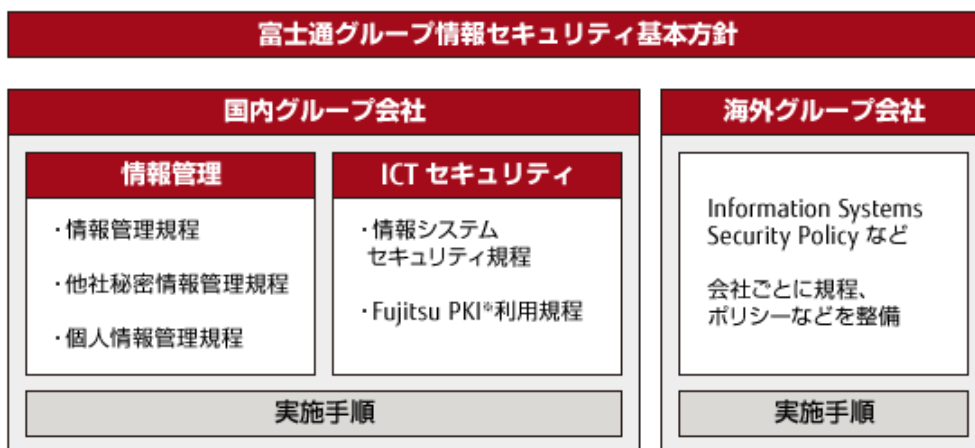 富士通グループ情報セキュリティ基本方針
国内グループ会社
情報管理
・情報管理規程
・他社秘密情報管理規程
・個人情報管理規程
ICT セキュリティ
・情報システム
セキュリティ規程
・Fujitsu PKI※利用規程
実施手順
海外グループ会社
Information Systems
Security Policy など
会社ごとに規程、
ポリシーなどを整備
実施手順